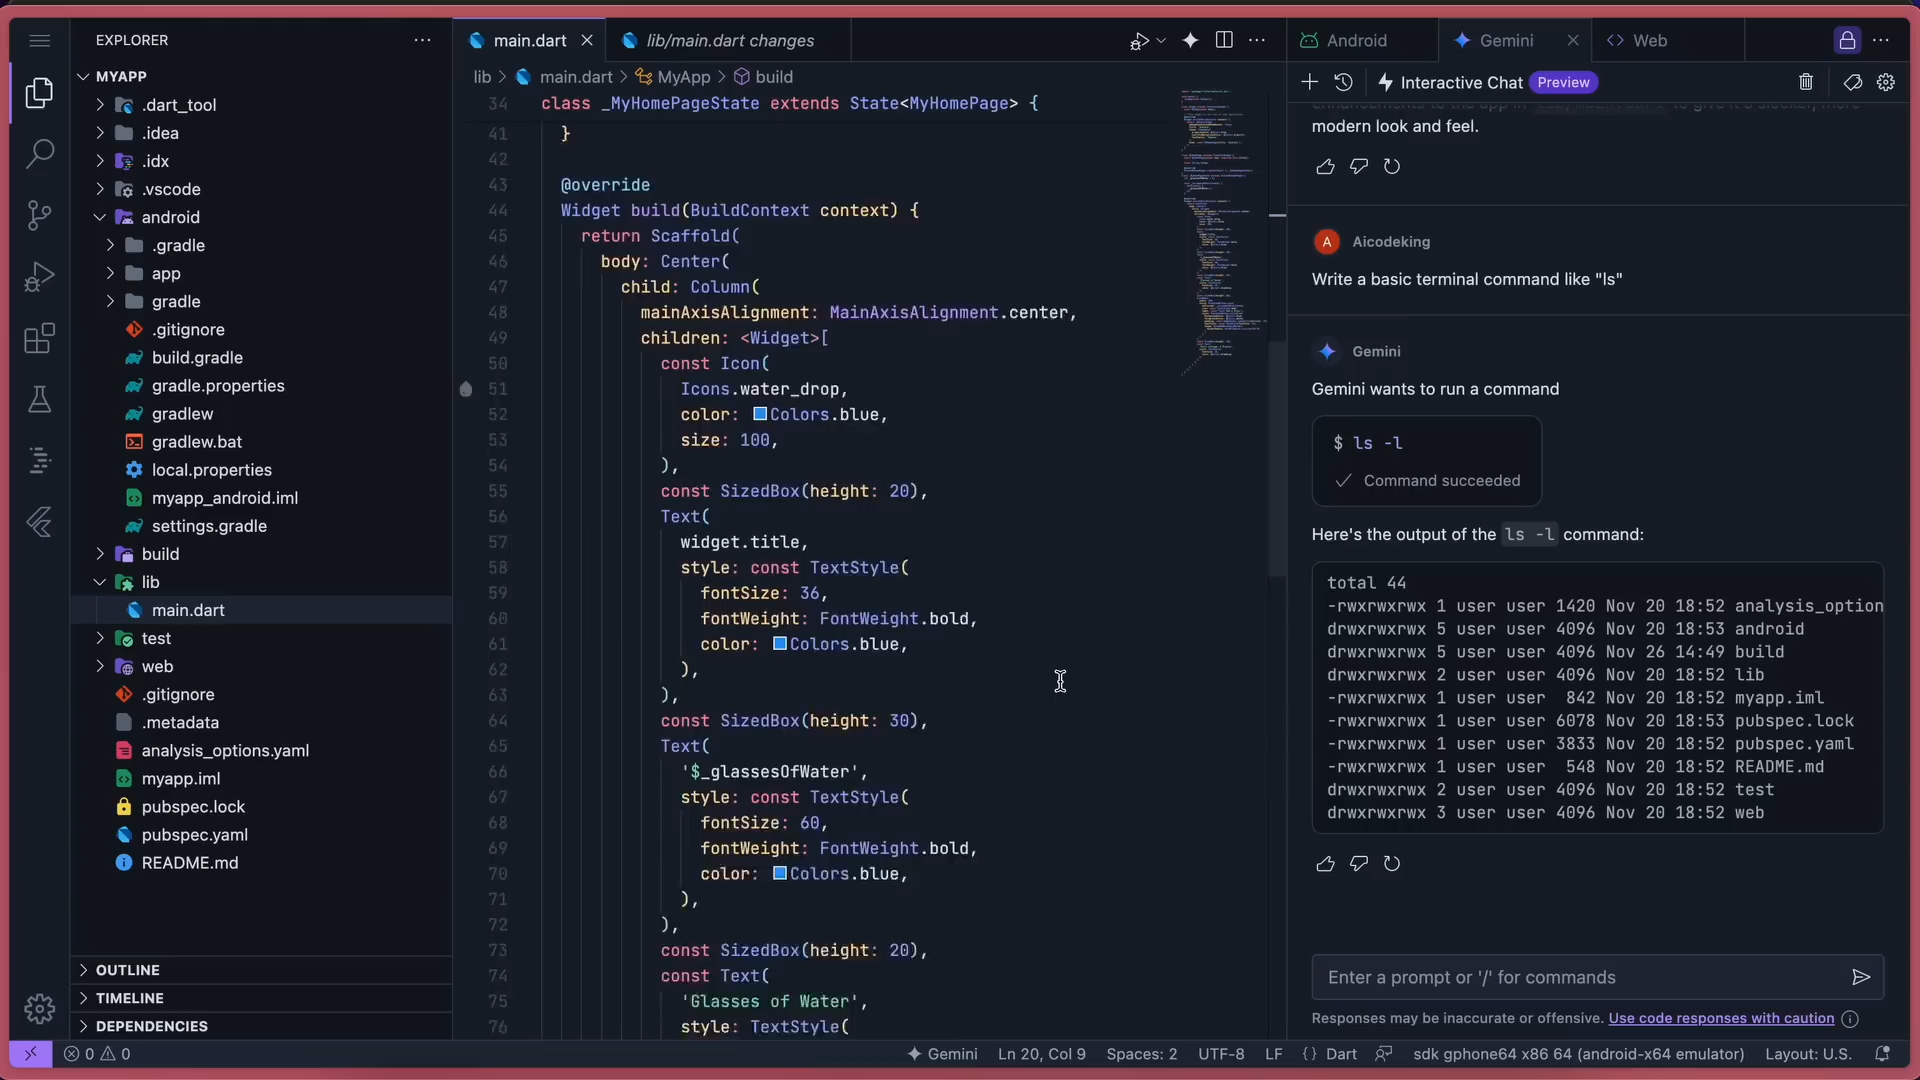 EXPLORER
MYAPP
.dart_tool
.idea
.idx
.vscode
android
.gradle
app
gradle
.gitignore
build.gradle
gradle.properties
gradlew
gradlew.bat
local.properties
myapp_android.iml
settings.gradle
build
lib
main.dart
test
web
.gitignore
.metadata
analysis_options.yaml
myapp.iml
pubspec.lock
pubspec.yaml
README.md
OUTLINE
TIMELINE
DEPENDENCIES
main.dart
lib/main.dart changes
lib > main.dart > MyApp > build
34 class _MyHomePageState extends State<MyHomePage> {
41 }
42
43 @override
44 Widget build(BuildContext context) {
45 return Scaffold(
46 body: Center(
47 child: Column(
48 mainAxisAlignment: MainAxisAlignment.center,
49 children: <Widget>[
50 const Icon(
51 Icons.water_drop,
52 color: Colors.blue,
53 size: 100,
54 ),
55 const SizedBox(height: 20),
56 Text(
57 widget.title,
58 style: const TextStyle(
59 fontSize: 36,
60 fontWeight: FontWeight.bold,
61 color: Colors.blue,
62 ),
63 ),
64 const SizedBox(height: 30),
65 Text(
66 '$_glassesOfWater',
67 style: const TextStyle(
68 fontSize: 60,
69 fontWeight: FontWeight.bold,
70 color: Colors.blue,
71 ),
72 ),
73 const SizedBox(height: 20),
74 const Text(
75 'Glasses of Water',
76 style: TextStyle(
Android
Gemini
Web
Interactive Chat Preview
modern look and feel.
A Aicodeking
Write a basic terminal command like "ls"
Gemini
Gemini wants to run a command
$ ls -l
Command succeeded
Here's the output of the ls -l command:
total 44
-rwxrwxrwx 1 user user 1420 Nov 20 18:52 analysis_option
drwxrwxrwx 5 user user 4096 Nov 20 18:53 android
drwxrwxrwx 5 user user 4096 Nov 26 14:49 build
drwxrwxrwx 2 user user 4096 Nov 20 18:52 lib
-rwxrwxrwx 1 user user 842 Nov 20 18:52 myapp.iml
-rwxrwxrwx 1 user user 6078 Nov 20 18:53 pubspec.lock
-rwxrwxrwx 1 user user 3833 Nov 20 18:52 pubspec.yaml
-rwxrwxrwx 1 user user 548 Nov 20 18:52 README.md
drwxrwxrwx 2 user user 4096 Nov 20 18:52 test
drwxrwxrwx 3 user user 4096 Nov 20 18:52 web
Enter a prompt or '/' for commands
Responses may be inaccurate or offensive. Use code responses with caution
0 0
Gemini
Ln 20, Col 9
Spaces: 2
UTF-8
LF
{} Dart
sdk gphone64 x86 64 (android-x64 emulator)
Layout: U.S.